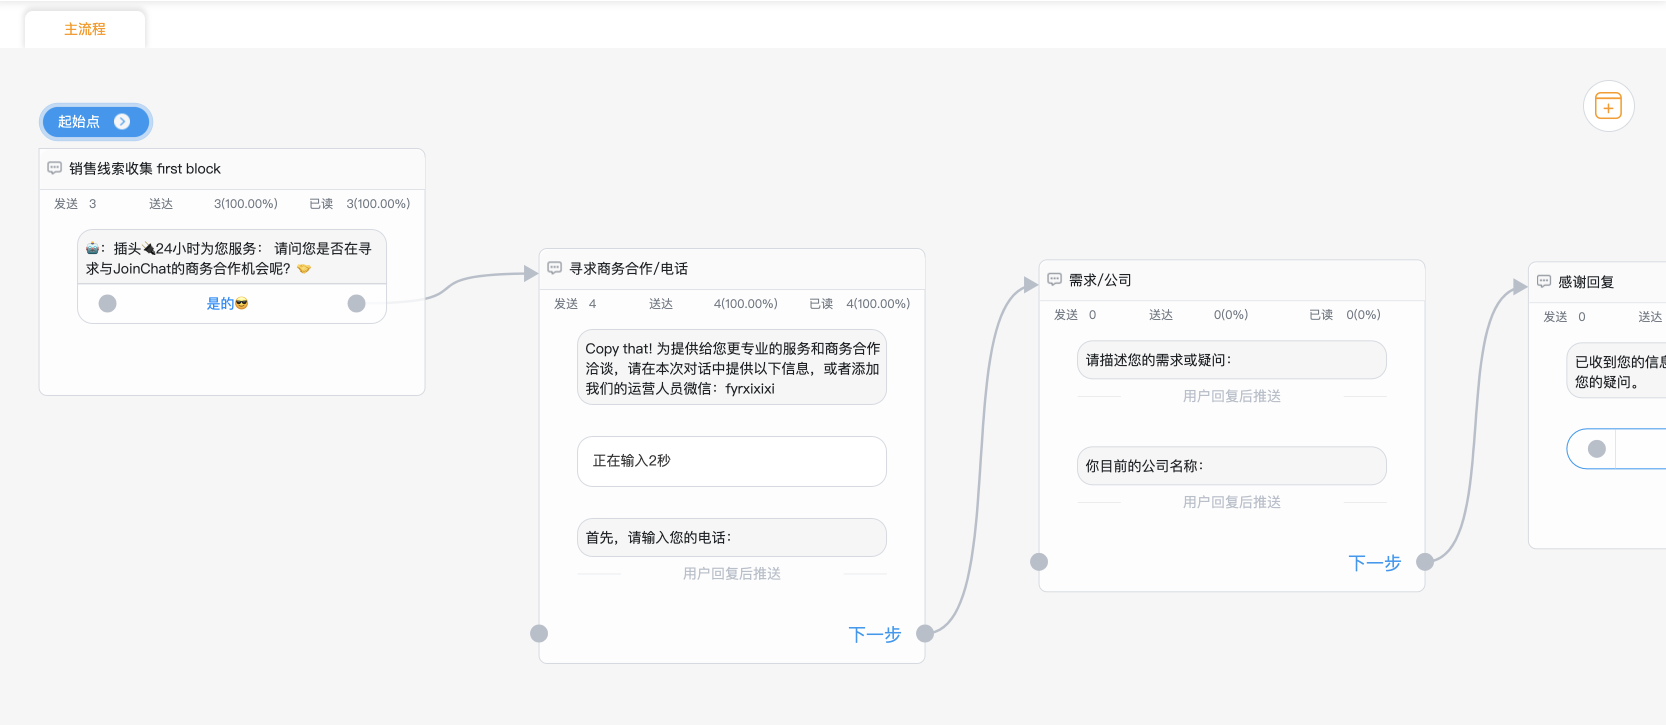 主流程
起始点
销售线索收集 first block
发送 3 送达 3(100.00%) 已读 3(100.00%)
🤖：插头🔌24小时为您服务： 请问您是否在寻
求与JoinChat的商务合作机会呢？🤝
是的😎
寻求商务合作/电话
发送 4 送达 4(100.00%) 已读 4(100.00%)
Copy that! 为提供给您更专业的服务和商务合作
洽谈，请在本次对话中提供以下信息，或者添加
我们的运营人员微信：fyrxixixi
正在输入2秒
首先，请输入您的电话：
用户回复后推送
下一步
需求/公司
发送 0 送达 0(0%) 已读 0(0%)
请描述您的需求或疑问：
用户回复后推送
你目前的公司名称：
用户回复后推送
下一步
感谢回复
发送 0 送达
已收到您的信息
您的疑问。